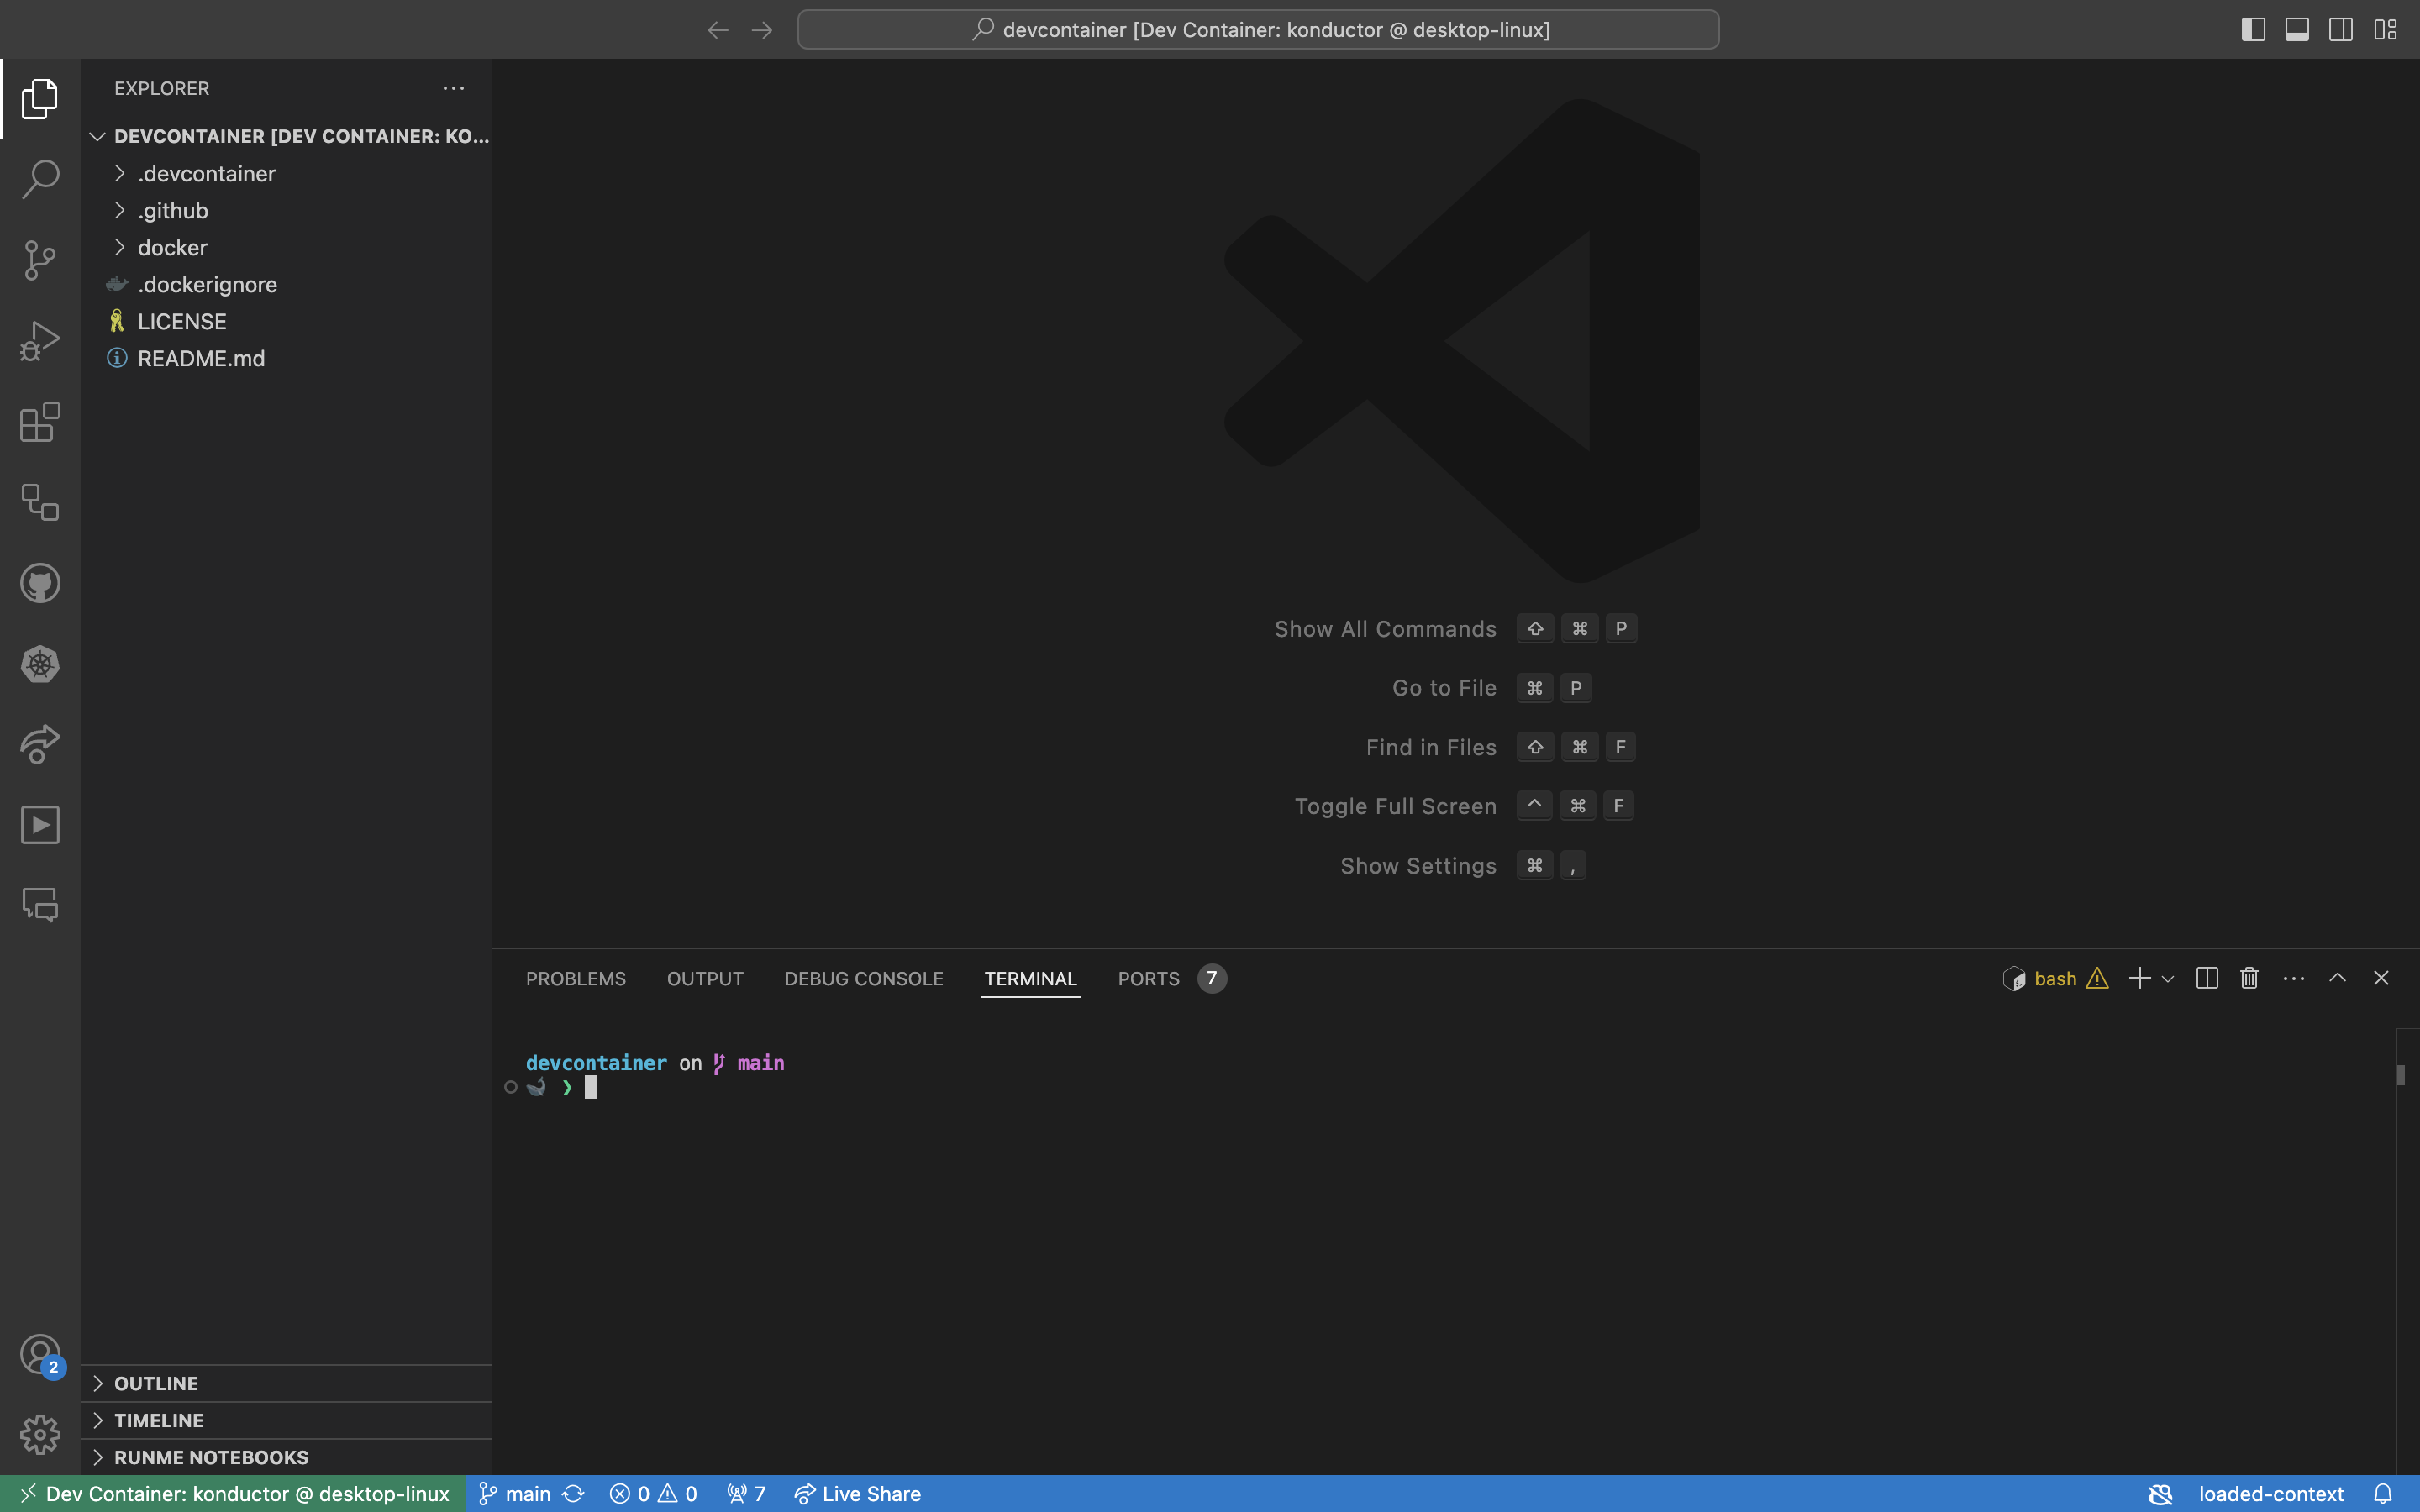 devcontainer [Dev Container: konductor @ desktop-linux]
EXPLORER
DEVCONTAINER [DEV CONTAINER: KO...
.devcontainer
.github
docker
.dockerignore
LICENSE
README.md
Show All Commands ⇧ ⌘ P
Go to File ⌘ P
Find in Files ⇧ ⌘ F
Toggle Full Screen ^ ⌘ F
Show Settings ⌘ ,
PROBLEMS OUTPUT DEBUG CONSOLE TERMINAL PORTS 7
bash
devcontainer on main
❯
2
OUTLINE
TIMELINE
RUNME NOTEBOOKS
Dev Container: konductor @ desktop-linux main 0 0 7 Live Share loaded-context